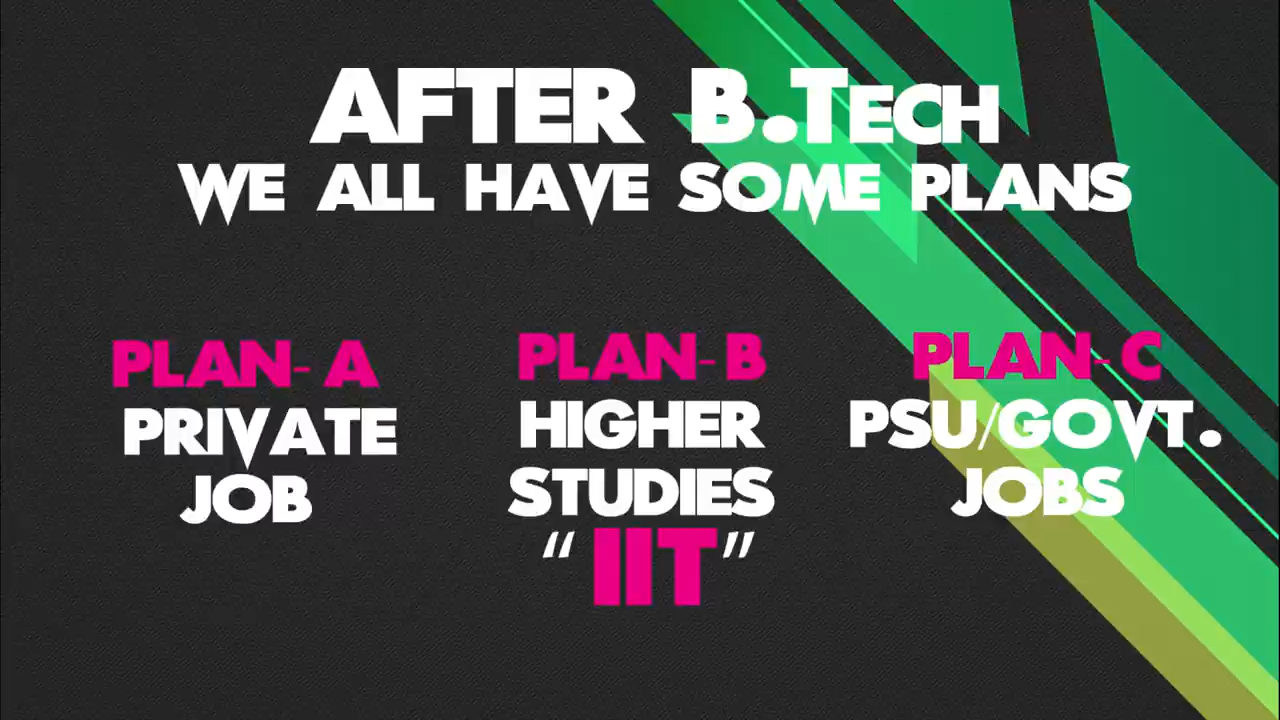 AFTER B.TECH
WE ALL HAVE SOME PLANS
PLAN- A
PRIVATE
JOB
PLAN- B
HIGHER
STUDIES
“ IIT”
PLAN- C
PSU/GOVT.
JOBS